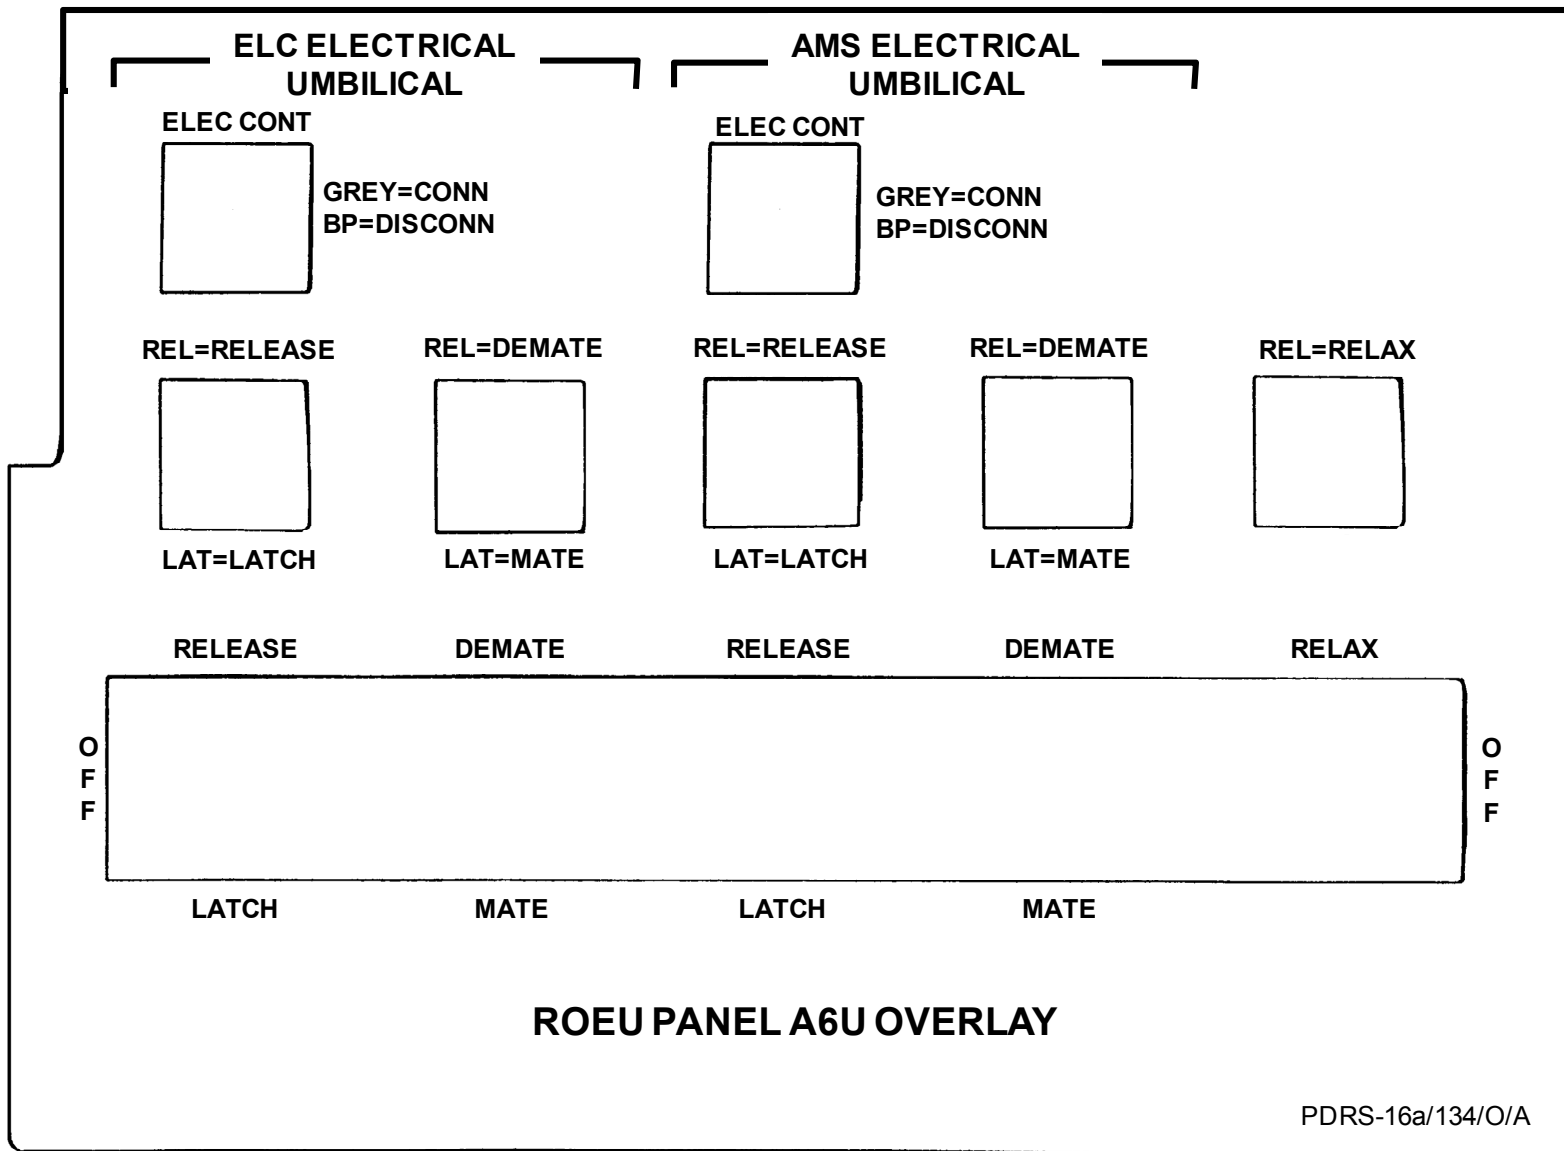 ELC ELECTRICAL
UMBILICAL
AMS ELECTRICAL
UMBILICAL
ELEC CONT
ELEC CONT
GREY=CONN
BP=DISCONN
GREY=CONN
BP=DISCONN
REL=RELEASE
REL=DEMATE
REL=RELEASE
REL=DEMATE
REL=RELAX
LAT=LATCH
LAT=MATE
LAT=LATCH
LAT=MATE
RELEASE
DEMATE
RELEASE
DEMATE
RELAX
OFF
OFF
LATCH
MATE
LATCH
MATE
ROEU PANEL A6U OVERLAY
PDRS-16a/134/O/A